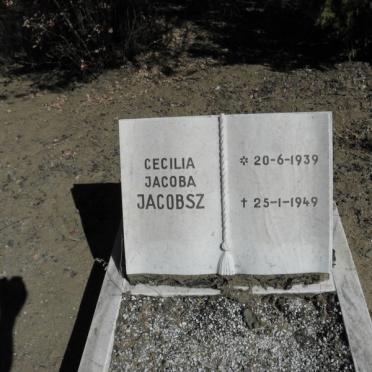 CECILIA
JACOBA
JACOBSZ
* 20-6-1939
† 25-1-1949